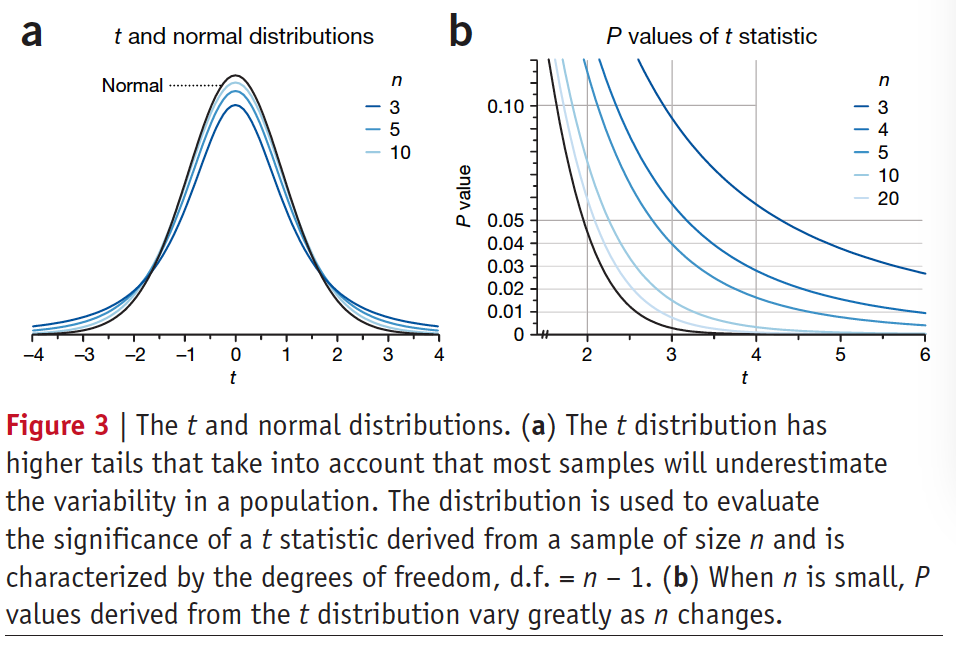 a
t and normal distributions
Normal
n
3
5
10
–4 –3 –2 –1 0 1 2 3 4
t
b
P values of t statistic
P value
0.10
0.05
0.04
0.03
0.02
0.01
0
n
3
4
5
10
20
2 3 4 5 6
t
Figure 3 | The t and normal distributions. (a) The t distribution has
higher tails that take into account that most samples will underestimate
the variability in a population. The distribution is used to evaluate
the significance of a t statistic derived from a sample of size n and is
characterized by the degrees of freedom, d.f. = n – 1. (b) When n is small, P
values derived from the t distribution vary greatly as n changes.